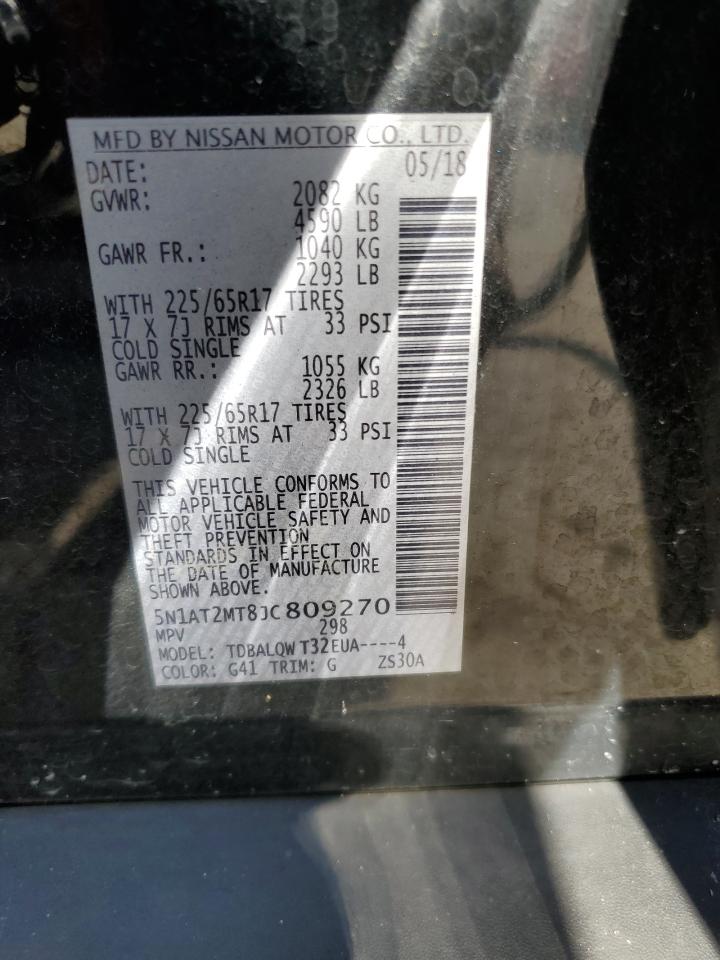 MFD BY NISSAN MOTOR CO., LTD.
DATE: 05/18
GVWR: 2082 KG
4590 LB
GAWR FR.: 1040 KG
2293 LB
WITH 225/65R17 TIRES
17 X 7J RIMS AT 33 PSI
COLD SINGLE
GAWR RR.: 1055 KG
2326 LB
WITH 225/65R17 TIRES
17 X 7J RIMS AT 33 PSI
COLD SINGLE
THIS VEHICLE CONFORMS TO
ALL APPLICABLE FEDERAL
MOTOR VEHICLE SAFETY AND
THEFT PREVENTION
STANDARDS IN EFFECT ON
THE DATE OF MANUFACTURE
SHOWN ABOVE.
5N1AT2MT8JC809270
MPV 298
MODEL: TDBALQW T32EUA----4
COLOR: G41 TRIM: G ZS30A